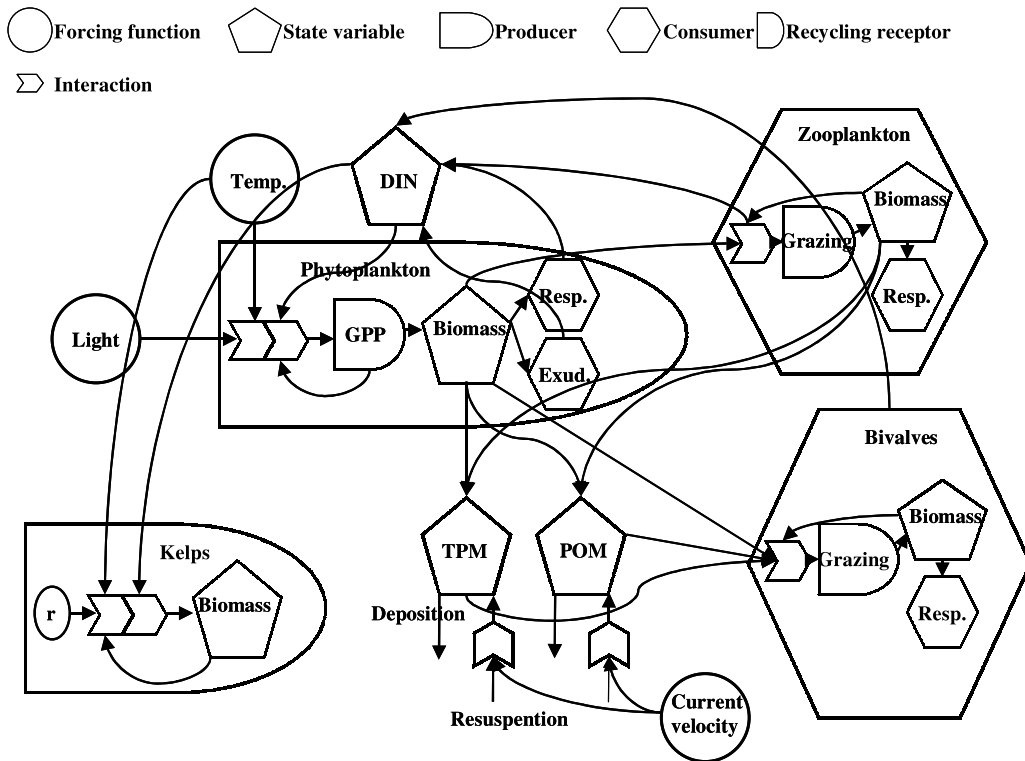 Forcing function State variable Producer Consumer Recycling receptor
Interaction
Zooplankton
Temp. DIN Biomass
Grazing
Phytoplankton
Resp. Resp.
Light GPP Biomass
Exud.
Bivalves
Biomass
TPM POM Grazing
Kelps
r Biomass
Deposition Resp.
Current
Resuspention velocity